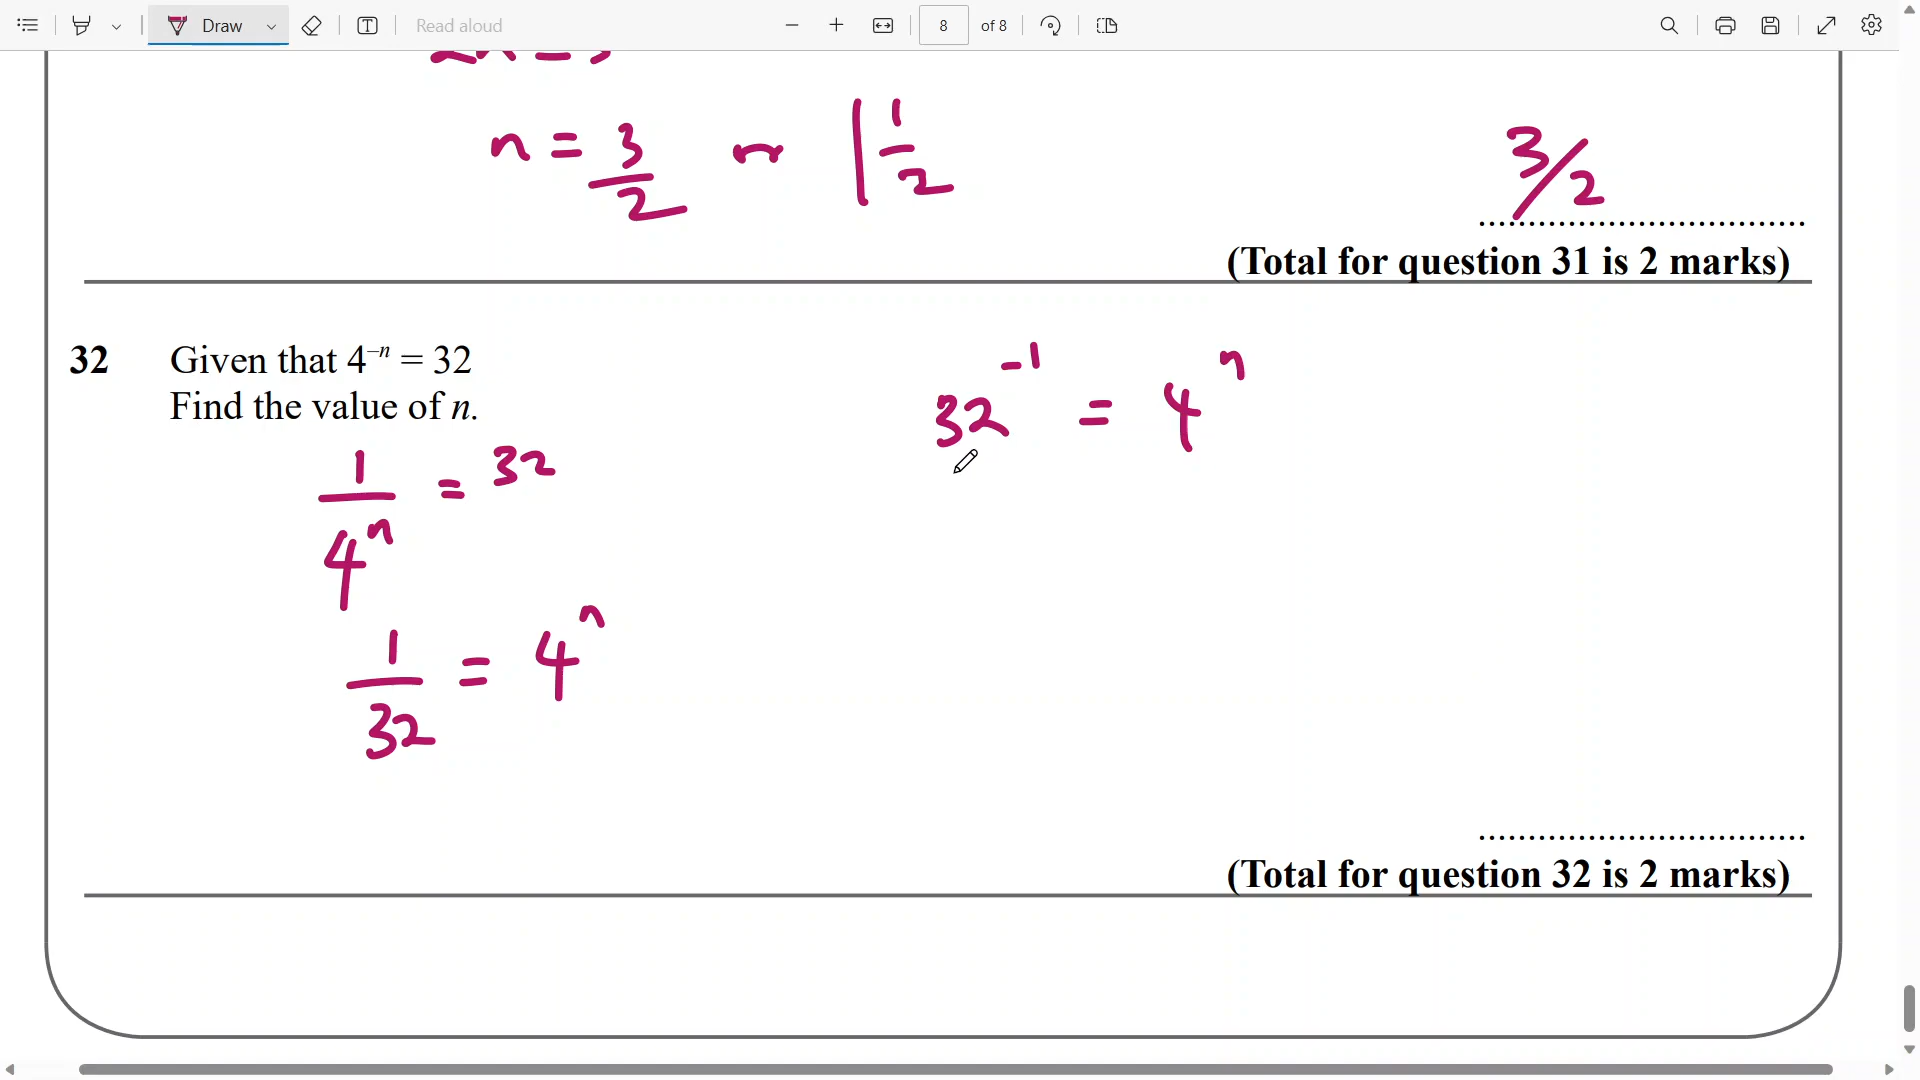 Draw
Read aloud
8 of 8
n = 3/2 or 1 1/2
3/2
(Total for question 31 is 2 marks)
32 Given that 4⁻ⁿ = 32
Find the value of n.
32⁻¹ = 4ⁿ
1/4ⁿ = 32
1/32 = 4ⁿ
(Total for question 32 is 2 marks)